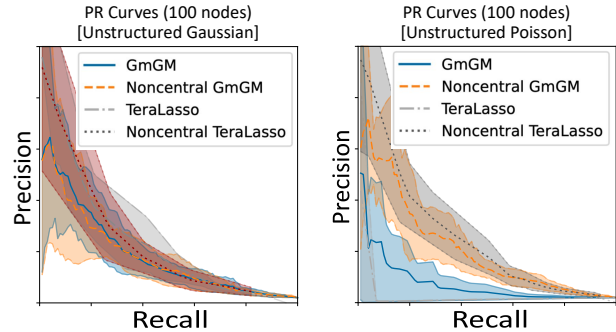 PR Curves (100 nodes)
[Unstructured Gaussian]
GmGM
Noncentral GmGM
TeraLasso
Noncentral TeraLasso
Precision
Recall
PR Curves (100 nodes)
[Unstructured Poisson]
GmGM
Noncentral GmGM
TeraLasso
Noncentral TeraLasso
Precision
Recall